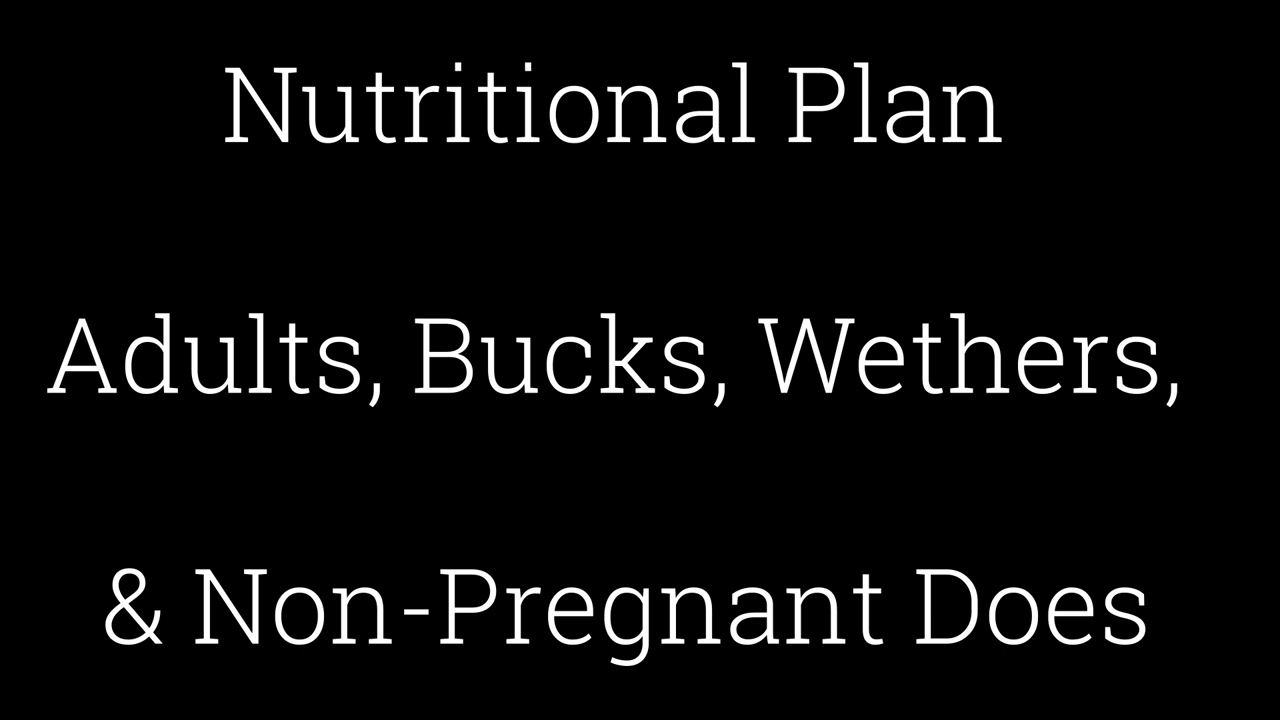 Nutritional Plan
Adults, Bucks, Wethers,
& Non-Pregnant Does